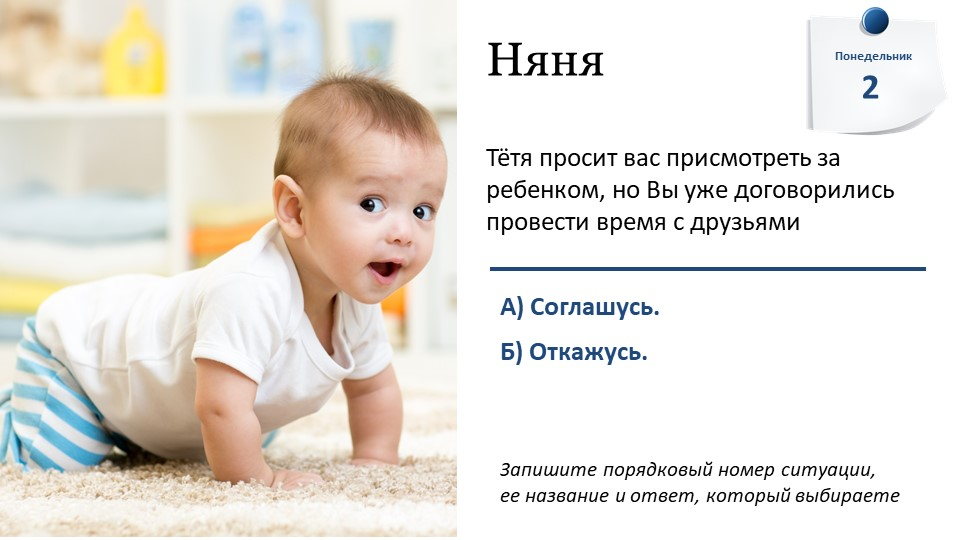 Няня
Понедельник
2
Тётя просит вас присмотреть за
ребенком, но Вы уже договорились
провести время с друзьями
А) Соглашусь.
Б) Откажусь.
Запишите порядковый номер ситуации,
ее название и ответ, который выбираете